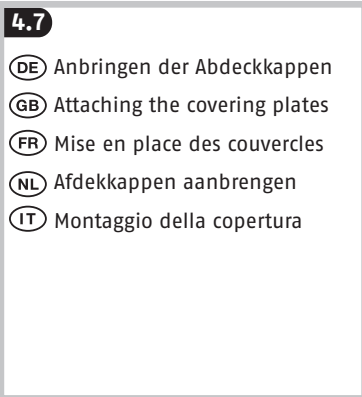 4.7
DE Anbringen der Abdeckkappen
GB Attaching the covering plates
FR Mise en place des couvercles
NL Afdekkappen aanbrengen
IT Montaggio della copertura